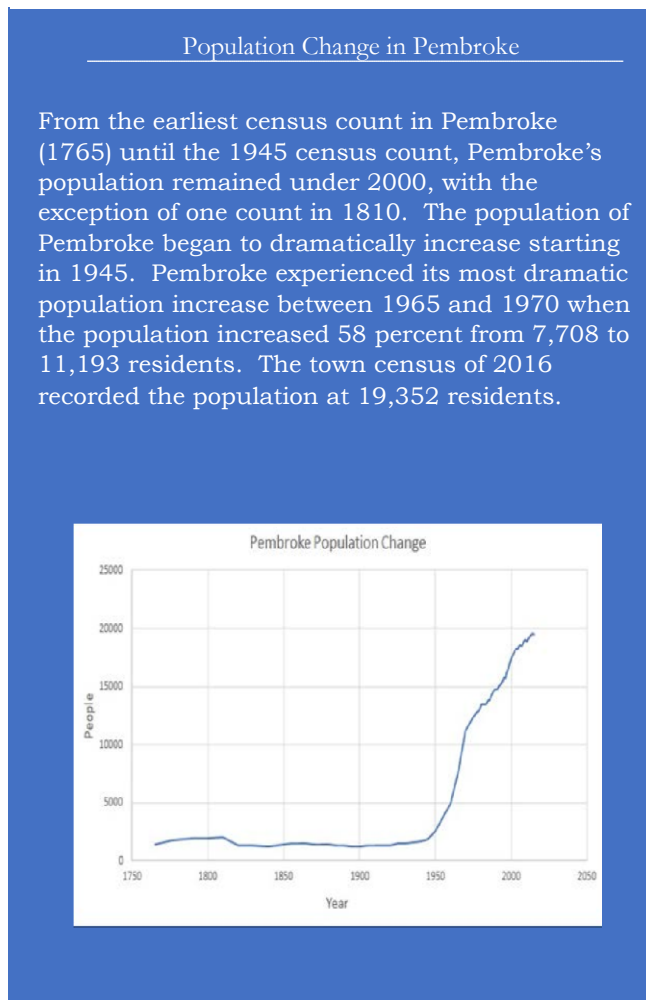 Population Change in Pembroke
From the earliest census count in Pembroke
(1765) until the 1945 census count, Pembroke’s
population remained under 2000, with the
exception of one count in 1810.  The population of
Pembroke began to dramatically increase starting
in 1945.  Pembroke experienced its most dramatic
population increase between 1965 and 1970 when
the population increased 58 percent from 7,708 to
11,193 residents.  The town census of 2016
recorded the population at 19,352 residents.
Pembroke Population Change
25000
20000
15000
10000
5000
0
People
1750 1800 1850 1900 1950 2000 2050
Year